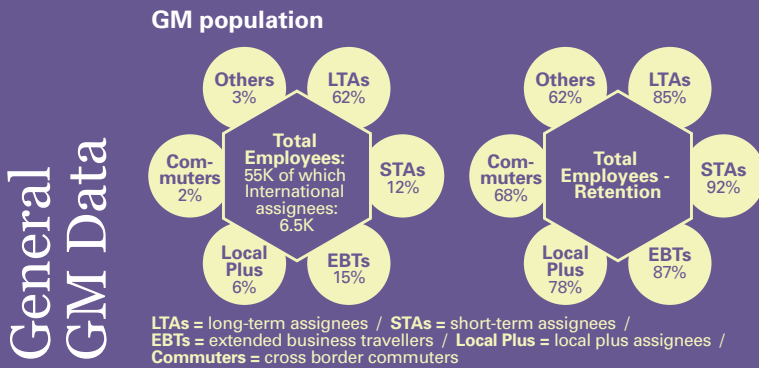 General
GM Data
GM population
Others
3%
LTAs
62%
Com-
muters
2%
Total
Employees:
55K of which
International
assignees:
6.5K
STAs
12%
Local
Plus
6%
EBTs
15%
Others
62%
LTAs
85%
Com-
muters
68%
Total
Employees -
Retention
STAs
92%
Local
Plus
78%
EBTs
87%
LTAs = long-term assignees / STAs = short-term assignees /
EBTs = extended business travellers / Local Plus = local plus assignees /
Commuters = cross border commuters